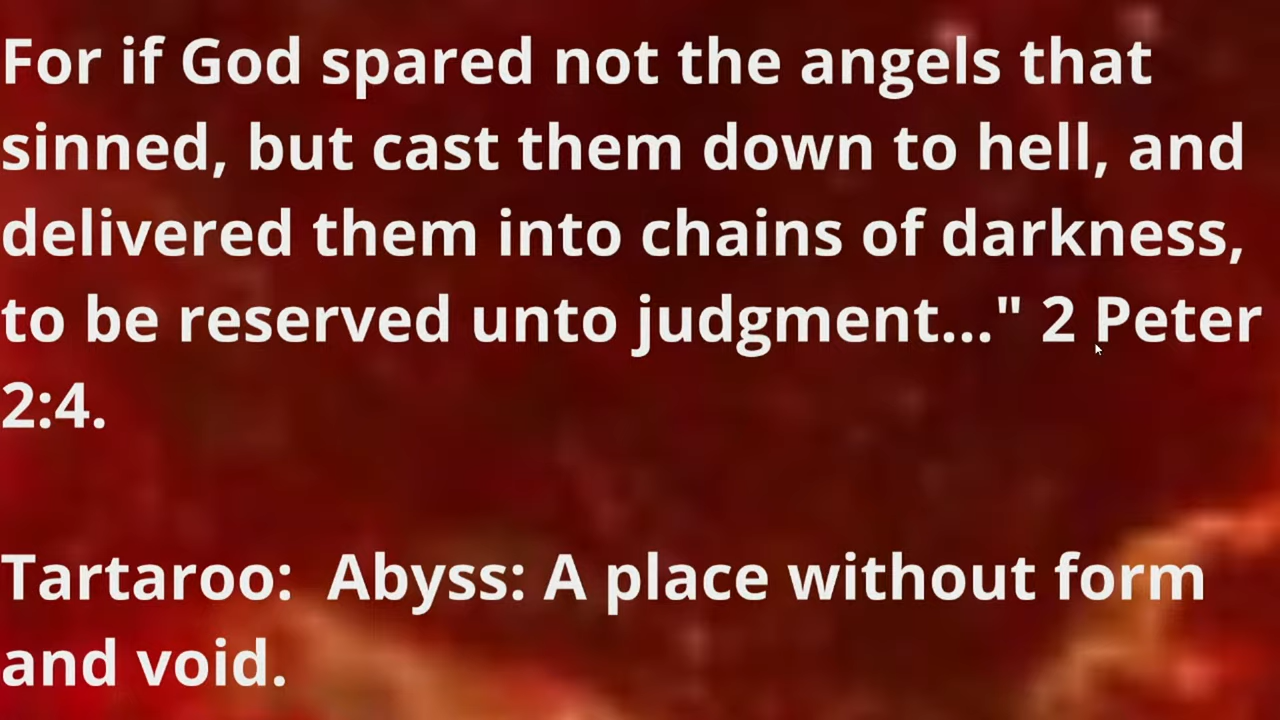 For if God spared not the angels that
sinned, but cast them down to hell, and
delivered them into chains of darkness,
to be reserved unto judgment..." 2 Peter
2:4.
Tartaroo:  Abyss: A place without form
and void.